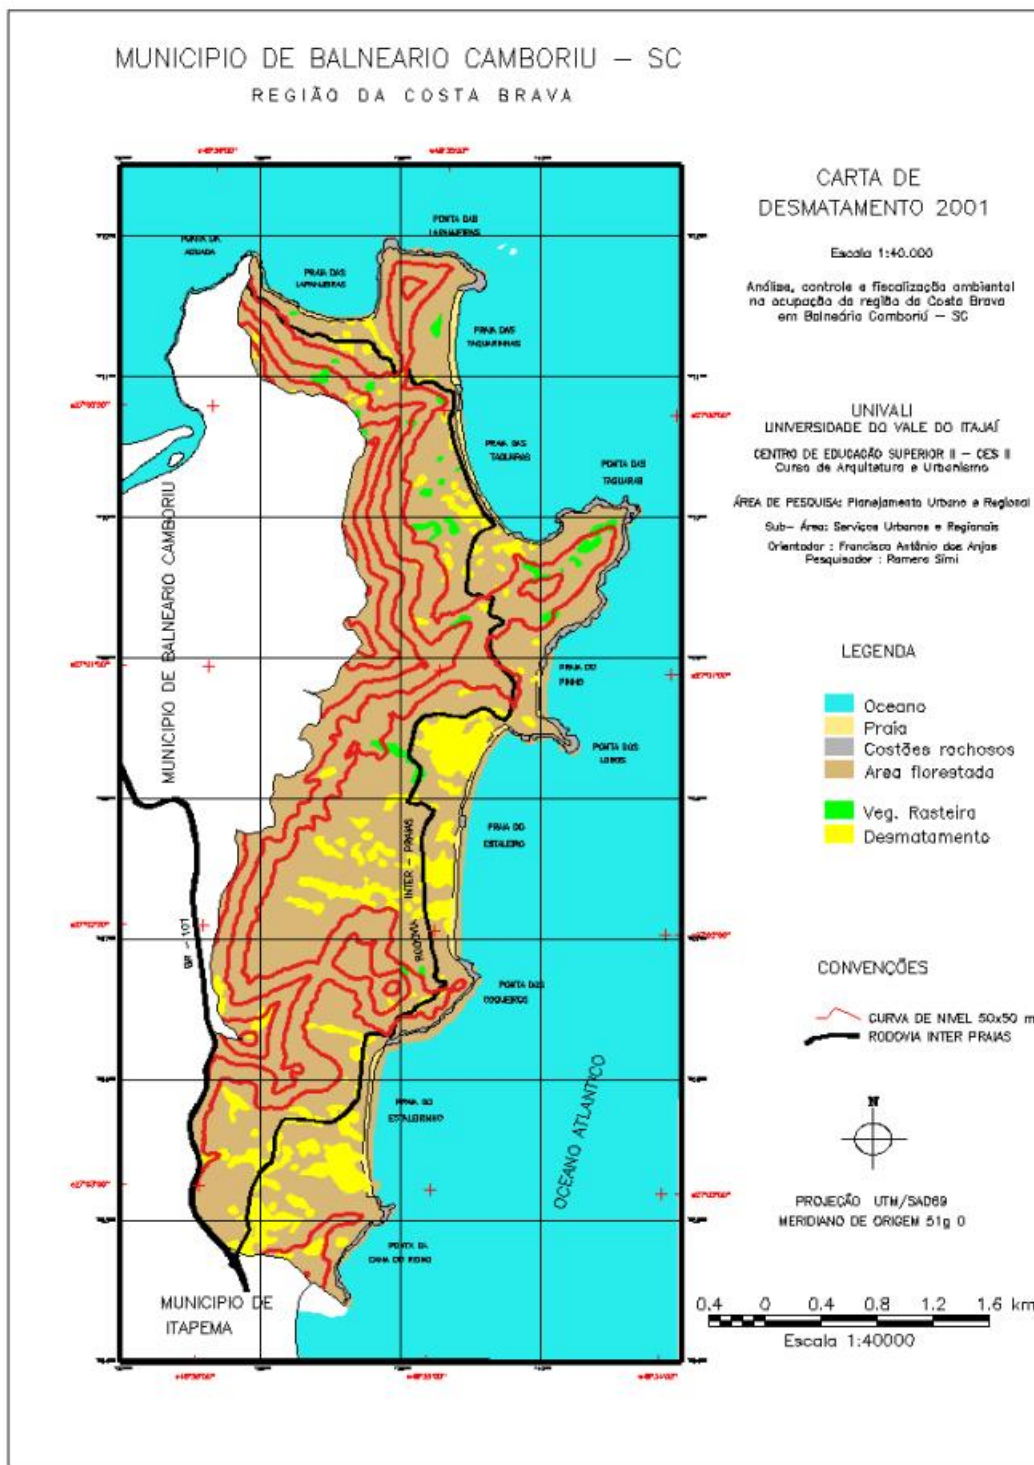 MUNICIPIO DE BALNEARIO CAMBORIU – SC
REGIÃO DA COSTA BRAVA
CARTA DE
DESMATAMENTO 2001
Escala 1:40.000
Análise, controle e fiscalização ambiental
na ocupação da região da Costa Brava
em Balneário Camboriú – SC
UNIVALI
UNIVERSIDADE DO VALE DO ITAJAÍ
CENTRO DE EDUCAÇÃO SUPERIOR II – CES II
Curso de Arquitetura e Urbanismo
ÁREA DE PESQUISA: Planejamento Urbano e Regional
Sub- Área: Serviços Urbanos e Regionais
Orientador : Francisco Antônio dos Anjos
Pesquisador : Romero Simi
LEGENDA
Oceano
Praia
Costões rochosos
Area florestada
Veg. Rasteira
Desmatamento
CONVENÇÕES
CURVA DE NIVEL 50x50 m
RODOVIA INTER PRAIAS
N
PROJEÇÃO UTM/SAD69
MERIDIANO DE ORIGEM 51g 0
0.4 0 0.4 0.8 1.2 1.6 km
Escala 1:40000
PONTA DA
AGUADA
PRAIA DAS
LARANJEIRAS
PONTA DAS
LARANJEIRAS
PRAIA DAS
TAQUARINHAS
PRAIA DAS
TAQUARAS
PONTA DAS
TAQUARAS
PRAIA DO
PINHO
PONTA DOS
LOBOS
PRAIA DO
ESTALEIRO
PONTA DOS
COQUEIROS
PRAIA DO
ESTALEIRINHO
PONTA DA
MUNICIPIO DE BALNEARIO CAMBORIU
BR – 101
RODOVIA INTER – PRAIAS
OCEANO ATLANTICO
MUNICIPIO DE
ITAPEMA